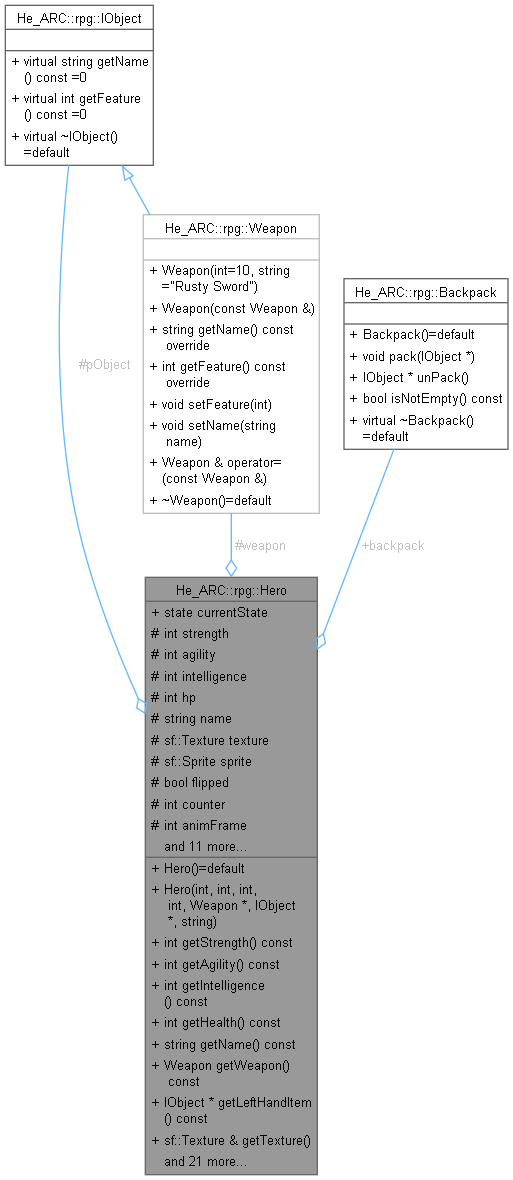 He_ARC::rpg::IObject
+ virtual string getName
() const =0
+ virtual int getFeature
() const =0
+ virtual ~IObject()
=default
He_ARC::rpg::Weapon
+ Weapon(int=10, string
="Rusty Sword")
+ Weapon(const Weapon &)
+ string getName() const
override
+ int getFeature() const
override
+ void setFeature(int)
+ void setName(string
name)
+ Weapon & operator=
(const Weapon &)
+ ~Weapon()=default
He_ARC::rpg::Backpack
+ Backpack()=default
+ void pack(IObject *)
+ IObject * unPack()
+ bool isNotEmpty() const
+ virtual ~Backpack()
=default
#pObject
#weapon
+backpack
He_ARC::rpg::Hero
+ state currentState
# int strength
# int agility
# int intelligence
# int hp
# string name
# sf::Texture texture
# sf::Sprite sprite
# bool flipped
# int counter
# int animFrame
and 11 more...
+ Hero()=default
+ Hero(int, int, int,
int, Weapon *, IObject
*, string)
+ int getStrength() const
+ int getAgility() const
+ int getIntelligence
() const
+ int getHealth() const
+ string getName() const
+ Weapon getWeapon()
const
+ IObject * getLeftHandItem
() const
+ sf::Texture & getTexture()
and 21 more...